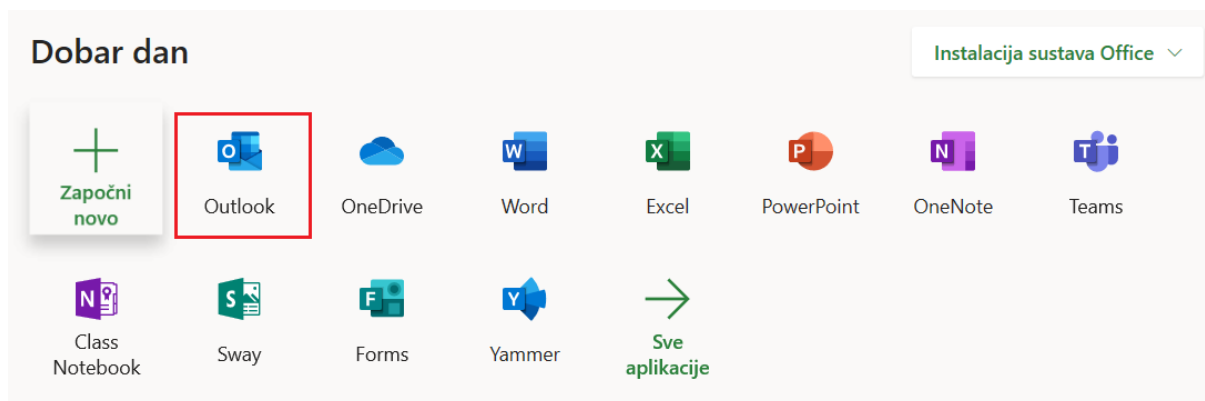 Dobar dan
Instalacija sustava Office
Započni
novo
Outlook
OneDrive
Word
Excel
PowerPoint
OneNote
Teams
Class
Notebook
Sway
Forms
Yammer
Sve
aplikacije